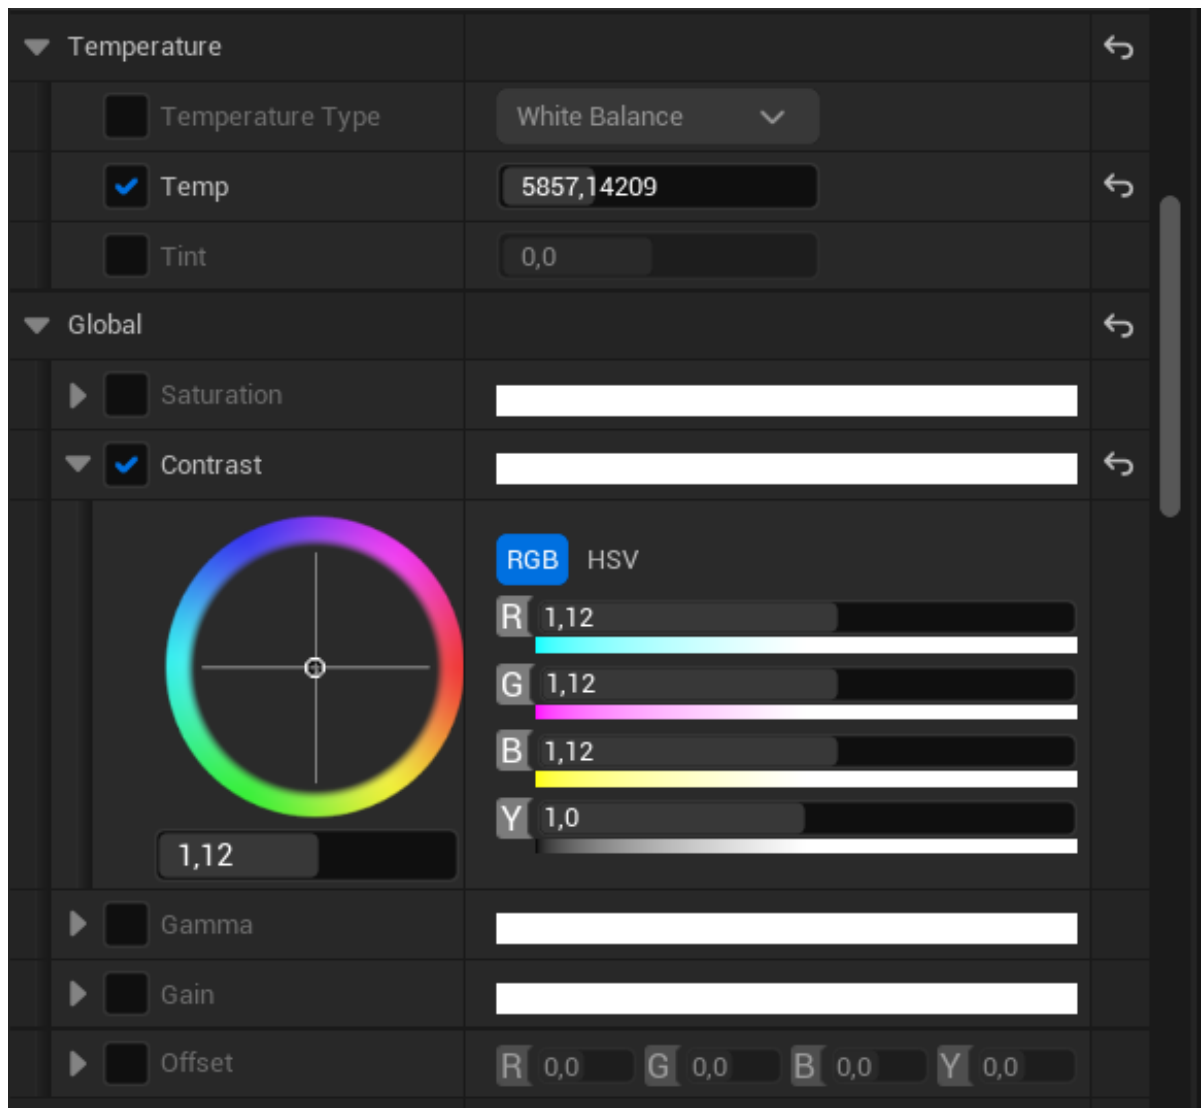 Temperature
Temperature Type White Balance
Temp 5857,14209
Tint 0,0
Global
Saturation
Contrast
RGB HSV
R 1,12
G 1,12
B 1,12
Y 1,0
1,12
Gamma
Gain
Offset R 0,0 G 0,0 B 0,0 Y 0,0